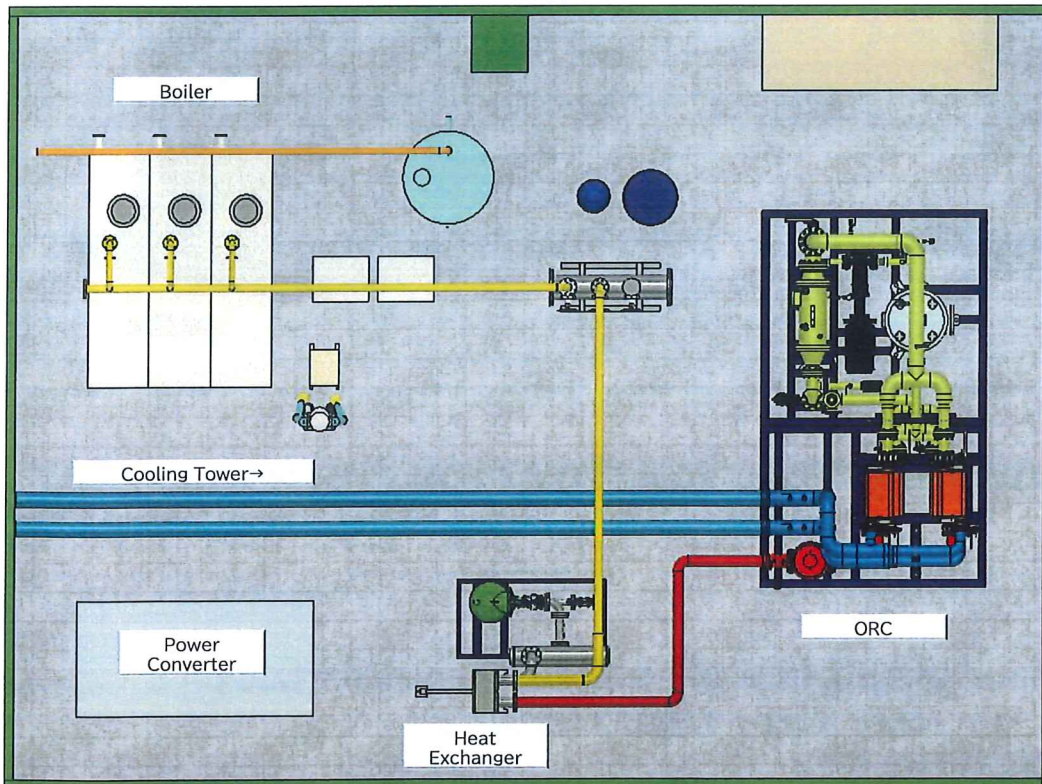 Boiler
Cooling Tower→
Power
Converter
ORC
Heat
Exchanger